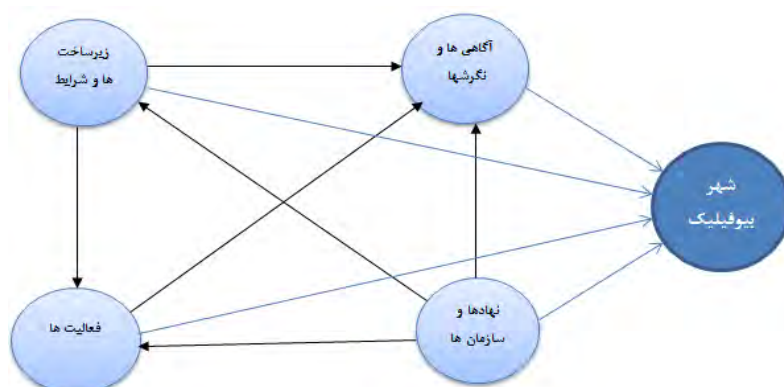 زیرساخت
ها و شرایط
آگاهی ها و
نگرشها
شهر
بیوفیلیک
فعالیت ها
نهادها و
سازمان ها